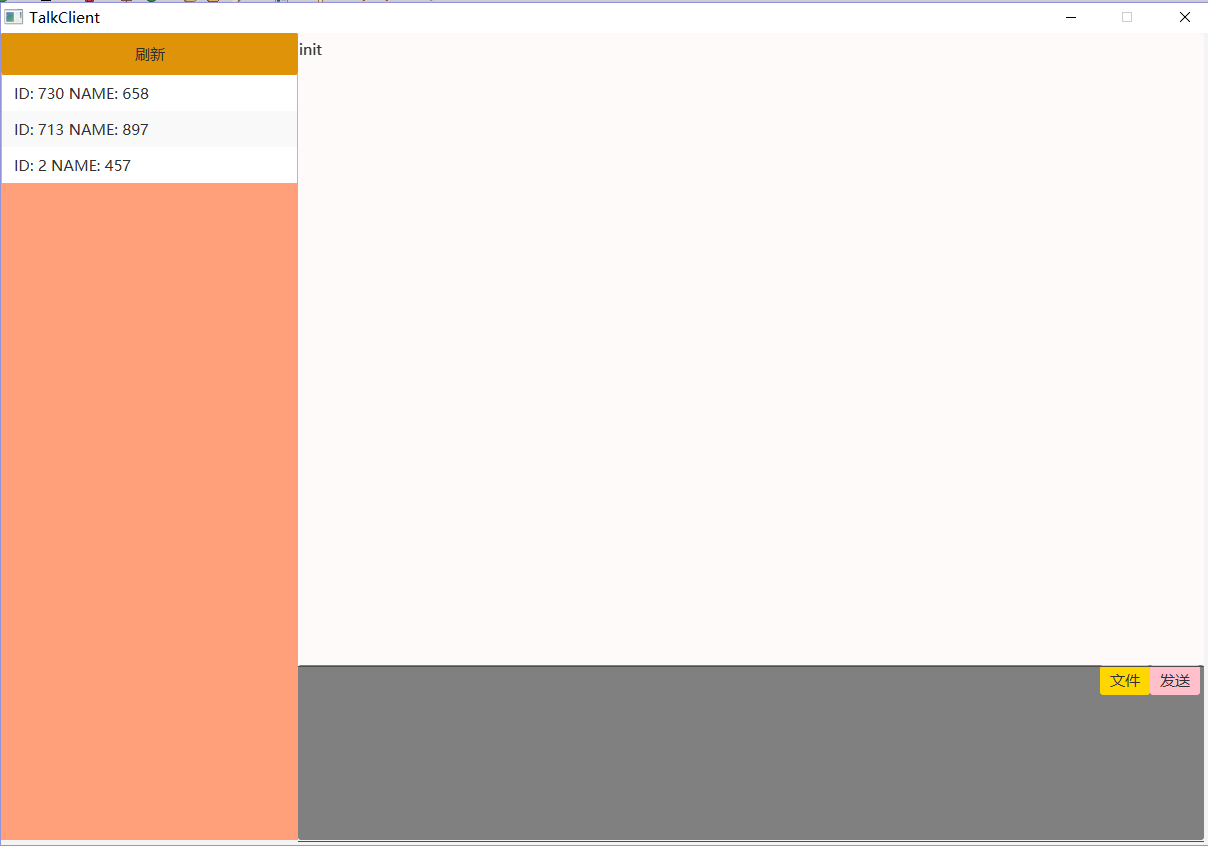 TalkClient
刷新
init
ID: 730 NAME: 658
ID: 713 NAME: 897
ID: 2 NAME: 457
文件 发送